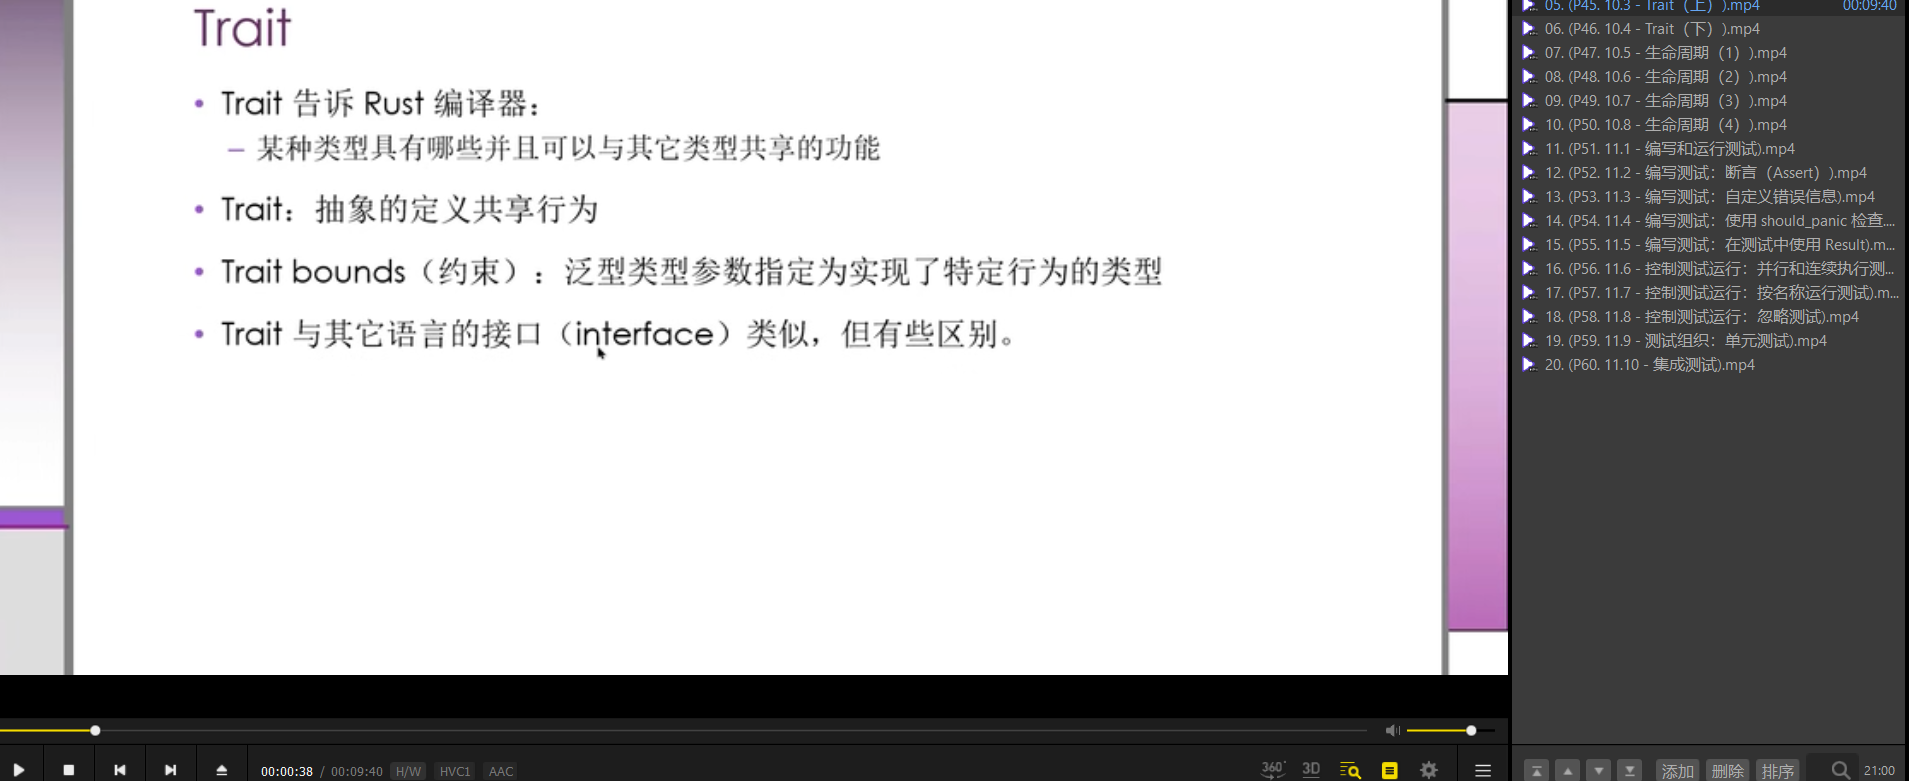 Trait
• Trait 告诉 Rust 编译器：
– 某种类型具有哪些并且可以与其它类型共享的功能
• Trait：抽象的定义共享行为
• Trait bounds（约束）：泛型类型参数指定为实现了特定行为的类型
• Trait 与其它语言的接口（interface）类似，但有些区别。
05. (P45. 10.3 - Trait（上）).mp4 00:09:40
06. (P46. 10.4 - Trait（下）).mp4
07. (P47. 10.5 - 生命周期（1）).mp4
08. (P48. 10.6 - 生命周期（2）).mp4
09. (P49. 10.7 - 生命周期（3）).mp4
10. (P50. 10.8 - 生命周期（4）).mp4
11. (P51. 11.1 - 编写和运行测试).mp4
12. (P52. 11.2 - 编写测试：断言（Assert）).mp4
13. (P53. 11.3 - 编写测试：自定义错误信息).mp4
14. (P54. 11.4 - 编写测试：使用 should_panic 检查...
15. (P55. 11.5 - 编写测试：在测试中使用 Result).m...
16. (P56. 11.6 - 控制测试运行：并行和连续执行测...
17. (P57. 11.7 - 控制测试运行：按名称运行测试).m...
18. (P58. 11.8 - 控制测试运行：忽略测试).mp4
19. (P59. 11.9 - 测试组织：单元测试).mp4
20. (P60. 11.10 - 集成测试).mp4
00:00:38 / 00:09:40 H/W HVC1 AAC
360° 3D
添加 删除 排序 21:00